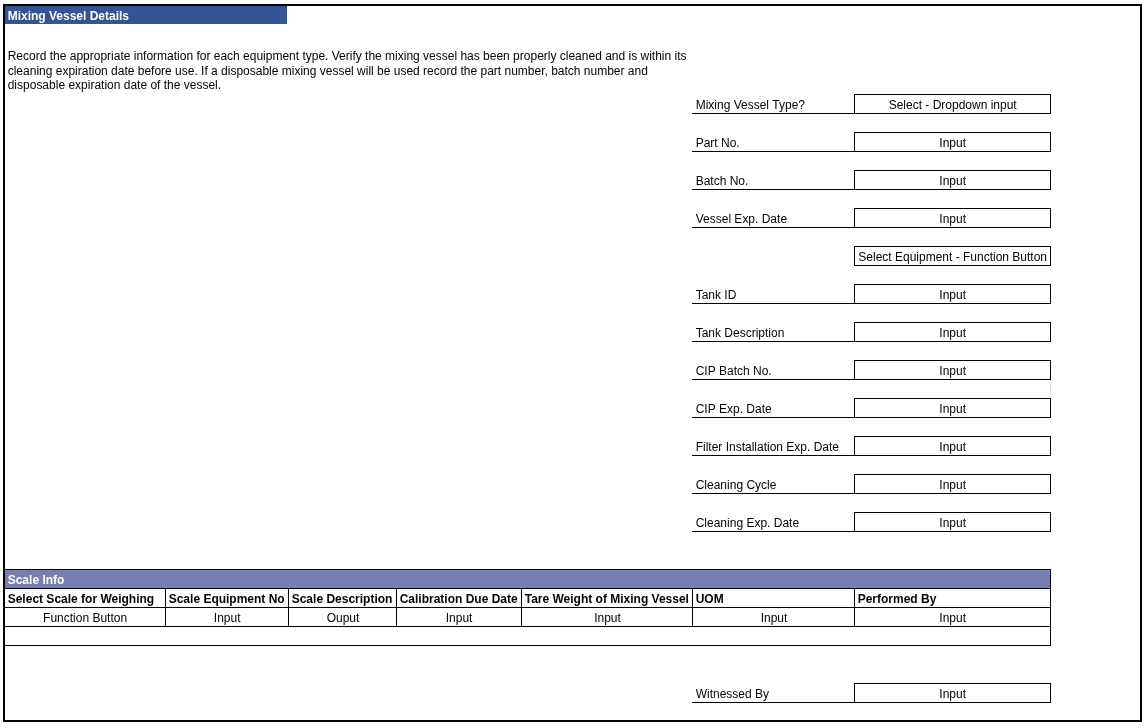 Mixing Vessel Details
Record the appropriate information for each equipment type. Verify the mixing vessel has been properly cleaned and is within its
cleaning expiration date before use. If a disposable mixing vessel will be used record the part number, batch number and
disposable expiration date of the vessel.
Mixing Vessel Type? Select - Dropdown input
Part No. Input
Batch No. Input
Vessel Exp. Date Input
Select Equipment - Function Button
Tank ID Input
Tank Description Input
CIP Batch No. Input
CIP Exp. Date Input
Filter Installation Exp. Date Input
Cleaning Cycle Input
Cleaning Exp. Date Input
Scale Info
Select Scale for Weighing Scale Equipment No Scale Description Calibration Due Date Tare Weight of Mixing Vessel UOM Performed By
Function Button Input Ouput Input Input Input Input
Witnessed By Input